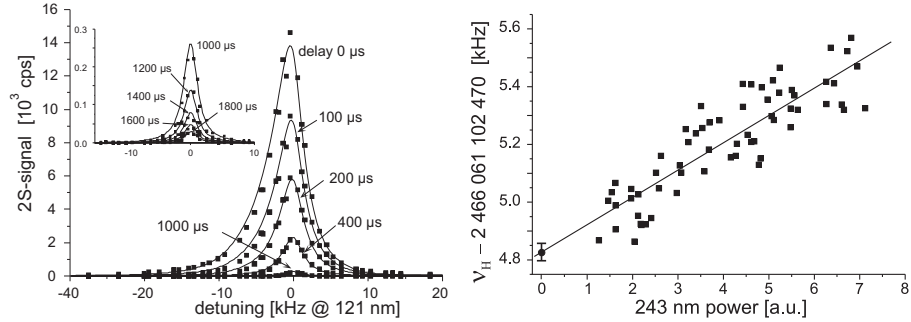 16
14
12
10
8
6
4
2
0
2S-signal [10³ cps]
-40
-30
-20
-10
0
10
20
detuning [kHz @ 121 nm]
delay 0 µs
100 µs
200 µs
400 µs
1000 µs
0.3
0.2
0.1
0.0
-10
0
10
1000 µs
1200 µs
1400 µs
1600 µs
1800 µs
5.6
5.4
5.2
5.0
4.8
νH – 2 466 061 102 470 [kHz]
0
1
2
3
4
5
6
7
8
243 nm power [a.u.]